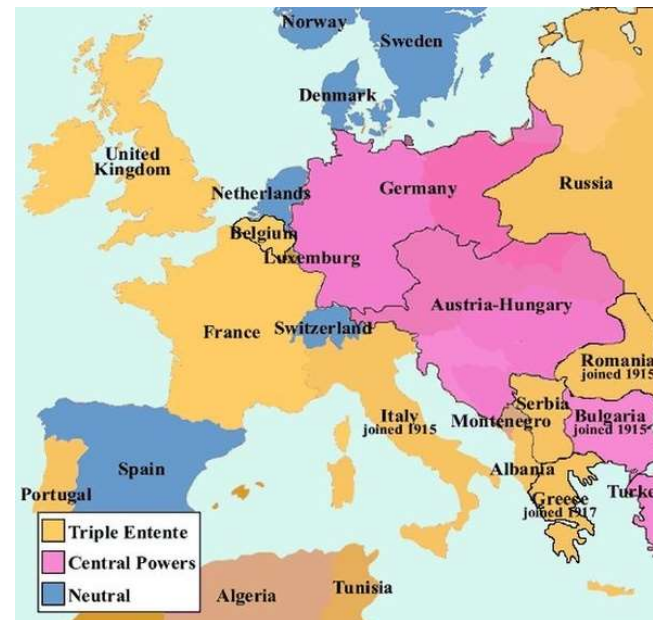 Norway
Sweden
Denmark
United
Kingdom
Netherlands
Germany
Russia
Belgium
Luxemburg
Austria-Hungary
France
Switzerland
Romania
joined 1915
Serbia
Italy
joined 1915
Montenegro
Bulgaria
joined 1915
Spain
Albania
Portugal
Greece
joined 1917
Turke
Triple Entente
Central Powers
Neutral
Algeria
Tunisia